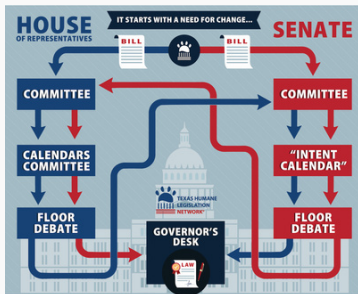 HOUSE
OF REPRESENTATIVES
IT STARTS WITH A NEED FOR CHANGE...
SENATE
BILL
BILL
COMMITTEE
COMMITTEE
CALENDARS
COMMITTEE
"INTENT
CALENDAR"
TEXAS HUMANE
LEGISLATION
NETWORK
FLOOR
DEBATE
GOVERNOR'S
DESK
FLOOR
DEBATE
LAW